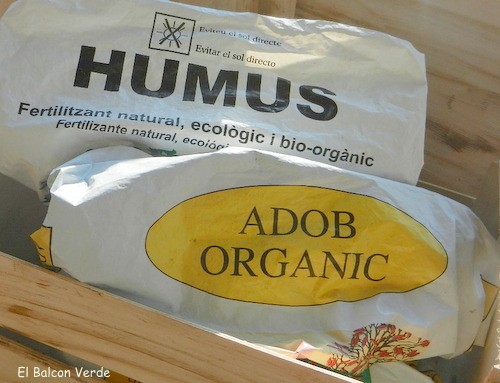 Eviteu el sol directe
Evitar el sol directo
HUMUS
Fertilitzant natural, ecològic i bio-orgànic
Fertilizante natural,
ADOB
ORGANIC
El Balcon Verde